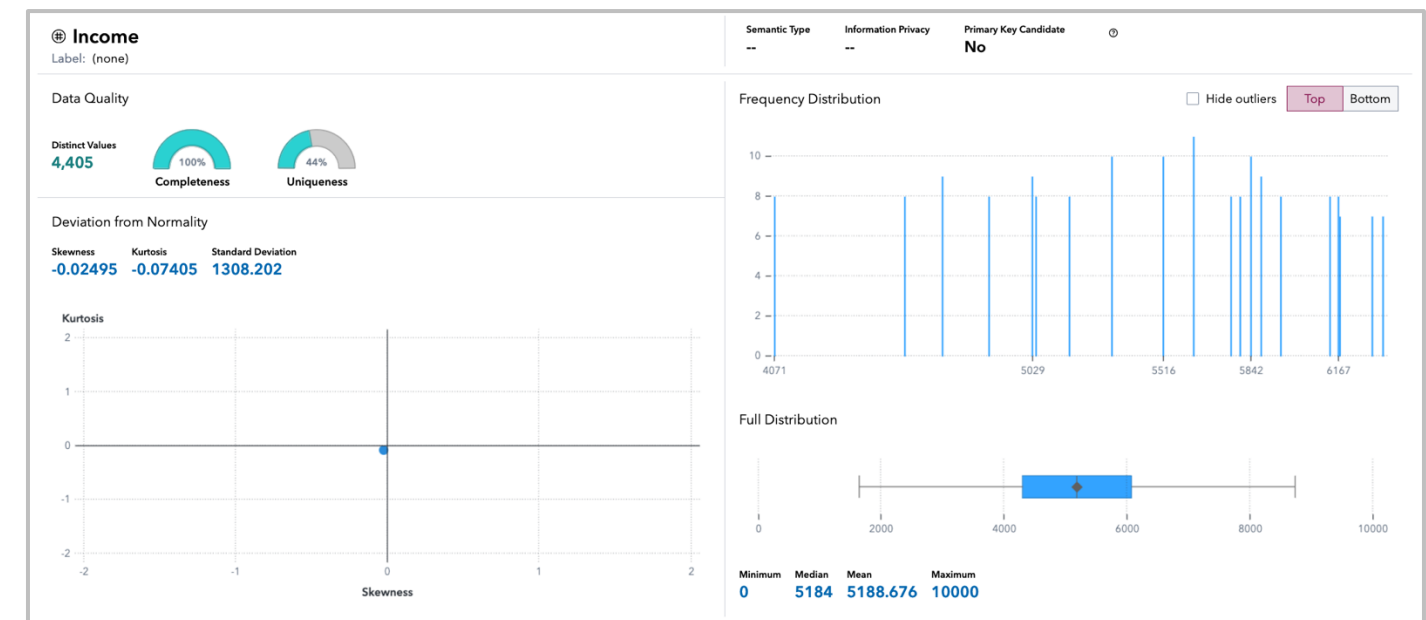 Income
Label: (none)
Semantic Type Information Privacy Primary Key Candidate
-- -- No
Data Quality
Distinct Values
4,405
100%
44%
Completeness Uniqueness
Deviation from Normality
Skewness Kurtosis Standard Deviation
-0.02495 -0.07405 1308.202
Kurtosis
2
1
0
-1
-2
-2 -1 0 1 2
Skewness
Frequency Distribution
Hide outliers Top Bottom
10
8
6
4
2
0
4071 5029 5516 5842 6167
Full Distribution
0 2000 4000 6000 8000 10000
Minimum Median Mean Maximum
0 5184 5188.676 10000